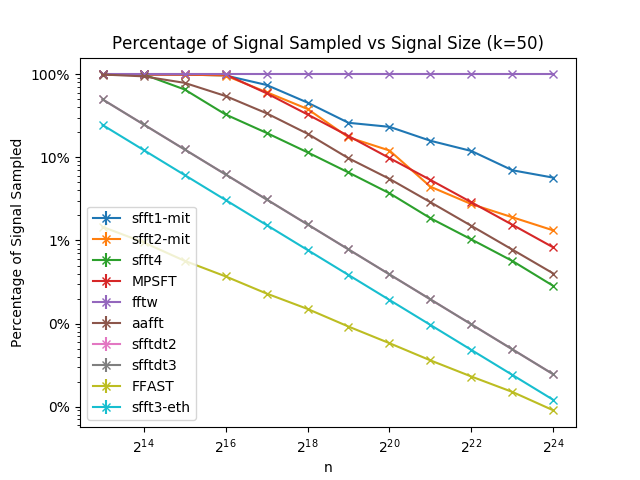 Percentage of Signal Sampled vs Signal Size (k=50)
Percentage of Signal Sampled
100%
10%
1%
0%
0%
sfft1-mit
sfft2-mit
sfft4
MPSFT
fftw
aafft
sfftdt2
sfftdt3
FFAST
sfft3-eth
2^14 2^16 2^18 2^20 2^22 2^24
n